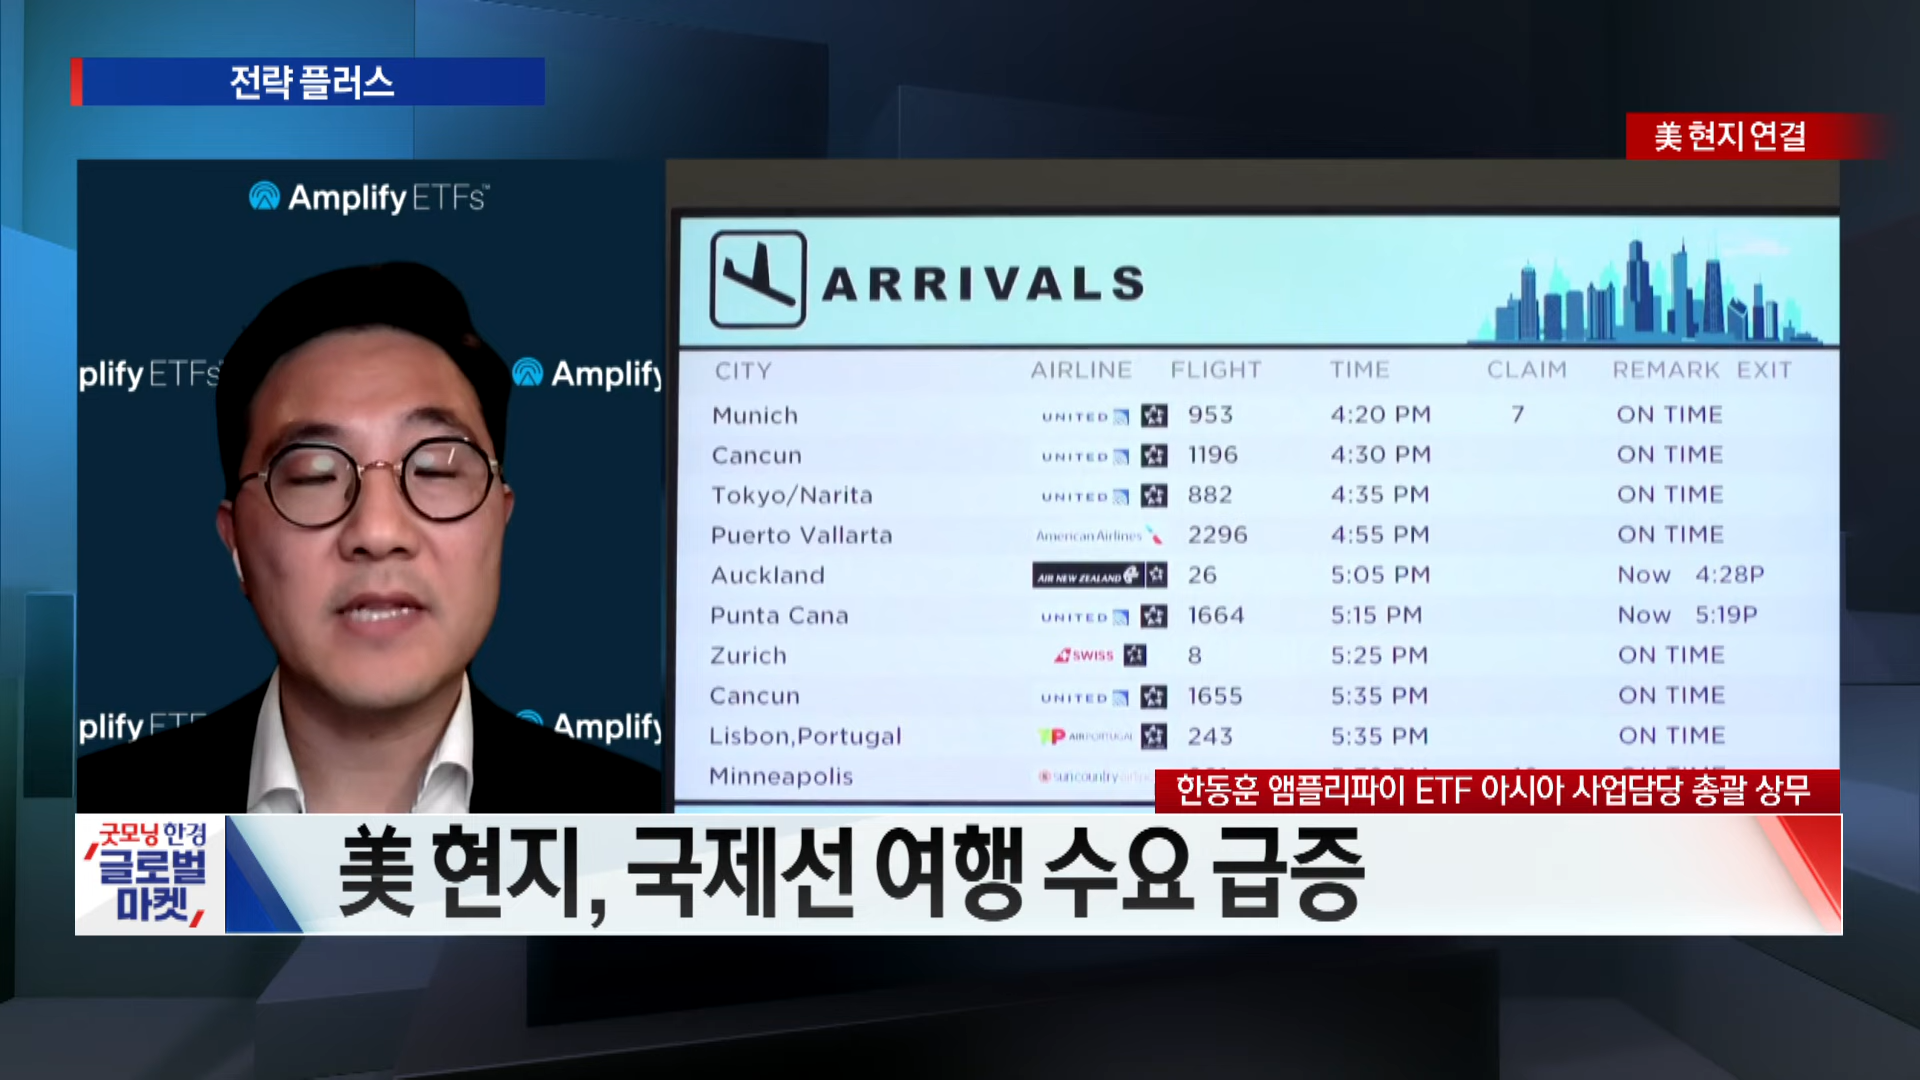 전략 플러스
美 현지 연결
Amplify ETFs™
plify ETFs
Amplify
plify ETF
Amplify
ARRIVALS
CITY AIRLINE FLIGHT TIME CLAIM REMARK EXIT
Munich UNITED 953 4:20 PM 7 ON TIME
Cancun UNITED 1196 4:30 PM ON TIME
Tokyo/Narita UNITED 882 4:35 PM ON TIME
Puerto Vallarta American Airlines 2296 4:55 PM ON TIME
Auckland AIR NEW ZEALAND 26 5:05 PM Now 4:28P
Punta Cana UNITED 1664 5:15 PM Now 5:19P
Zurich SWISS 8 5:25 PM ON TIME
Cancun UNITED 1655 5:35 PM ON TIME
Lisbon,Portugal TP AIR PORTUGAL 243 5:35 PM ON TIME
Minneapolis sun country
한동훈 앰플리파이 ETF 아시아 사업담당 총괄 상무
굿모닝 한경
글로벌
마켓
美 현지, 국제선 여행 수요 급증